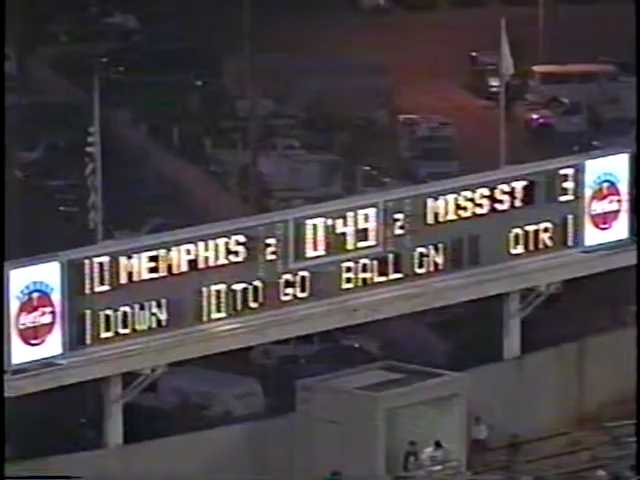 10 MEMPHIS 2 0:49 2 MISS ST 3
1 DOWN 10 TO GO BALL ON QTR 1
Coca-Cola
Coca-Cola